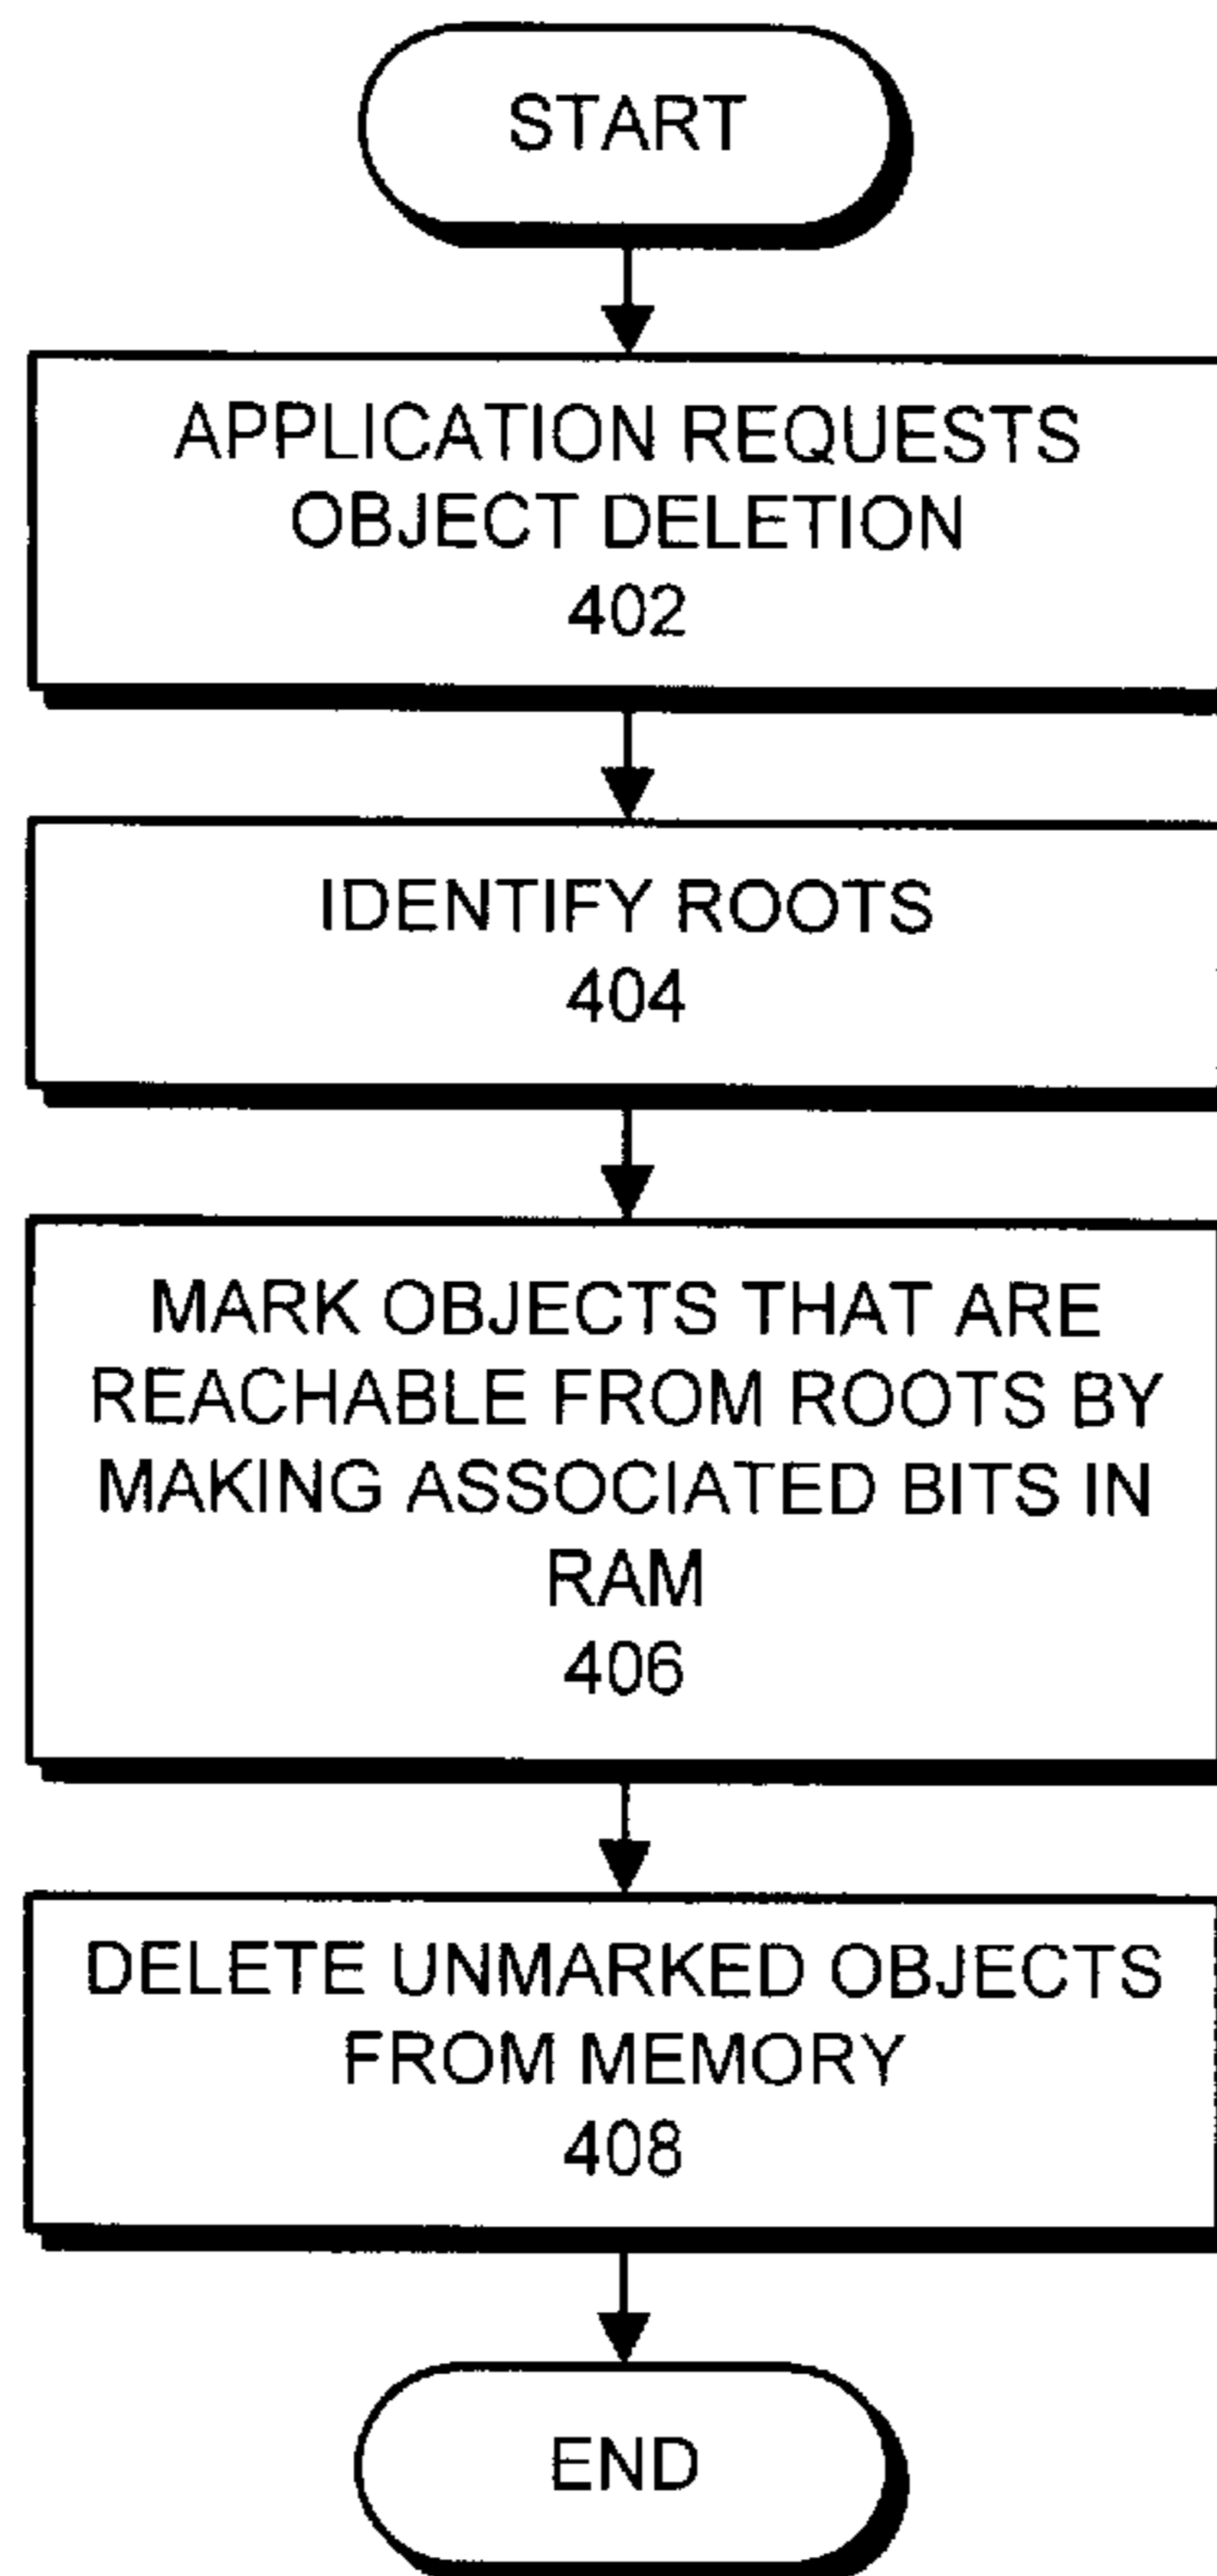 START
APPLICATION REQUESTS
OBJECT DELETION
402
IDENTIFY ROOTS
404
MARK OBJECTS THAT ARE
REACHABLE FROM ROOTS BY
MAKING ASSOCIATED BITS IN
RAM
406
DELETE UNMARKED OBJECTS
FROM MEMORY
408
END